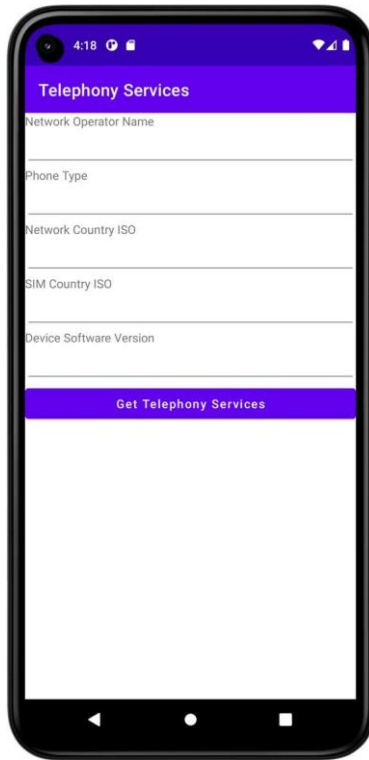 4:18
Telephony Services
Network Operator Name
Phone Type
Network Country ISO
SIM Country ISO
Device Software Version
Get Telephony Services